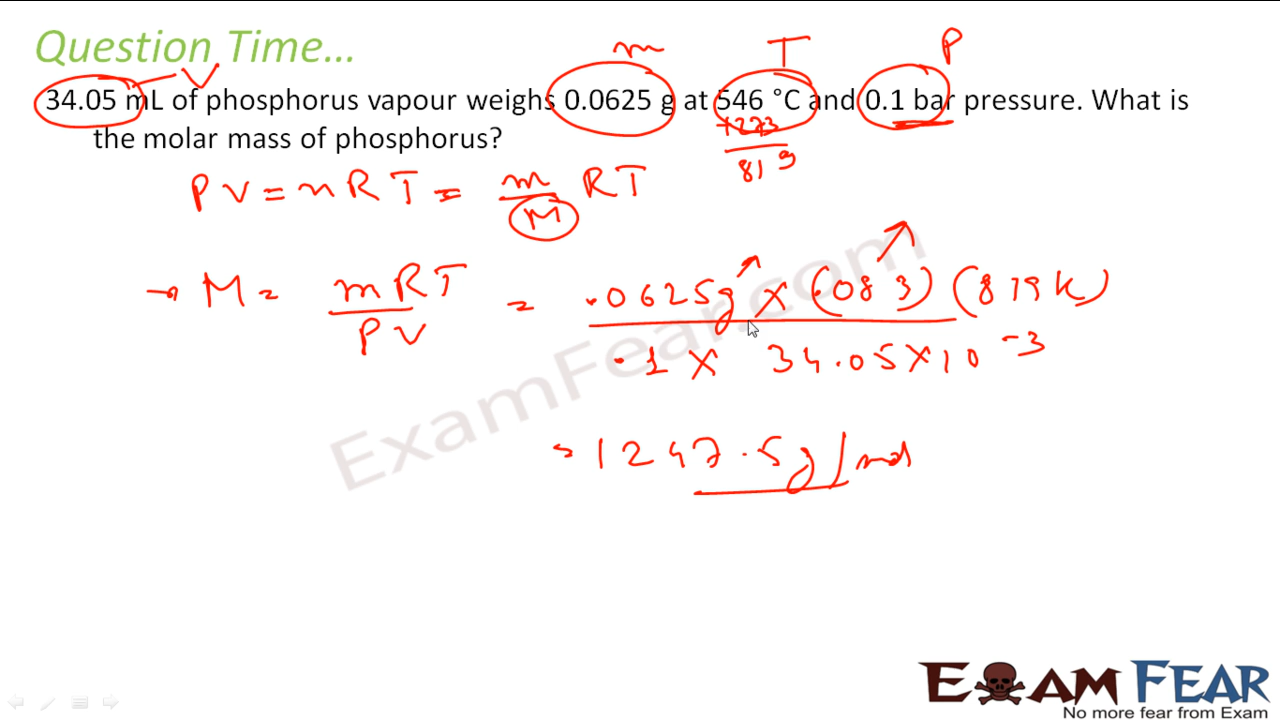 Question Time...
m T P
V
34.05 mL of phosphorus vapour weighs 0.0625 g at 546 °C and 0.1 bar pressure. What is
+273
the molar mass of phosphorus?
819
PV = nRT = m/M RT
→ M = mRT/PV = .0625g × (.083) (819K) / .1 × 34.05×10⁻³
= 1247.5g/mol
ExamFear.com
EXAM FEAR
No more fear from Exam